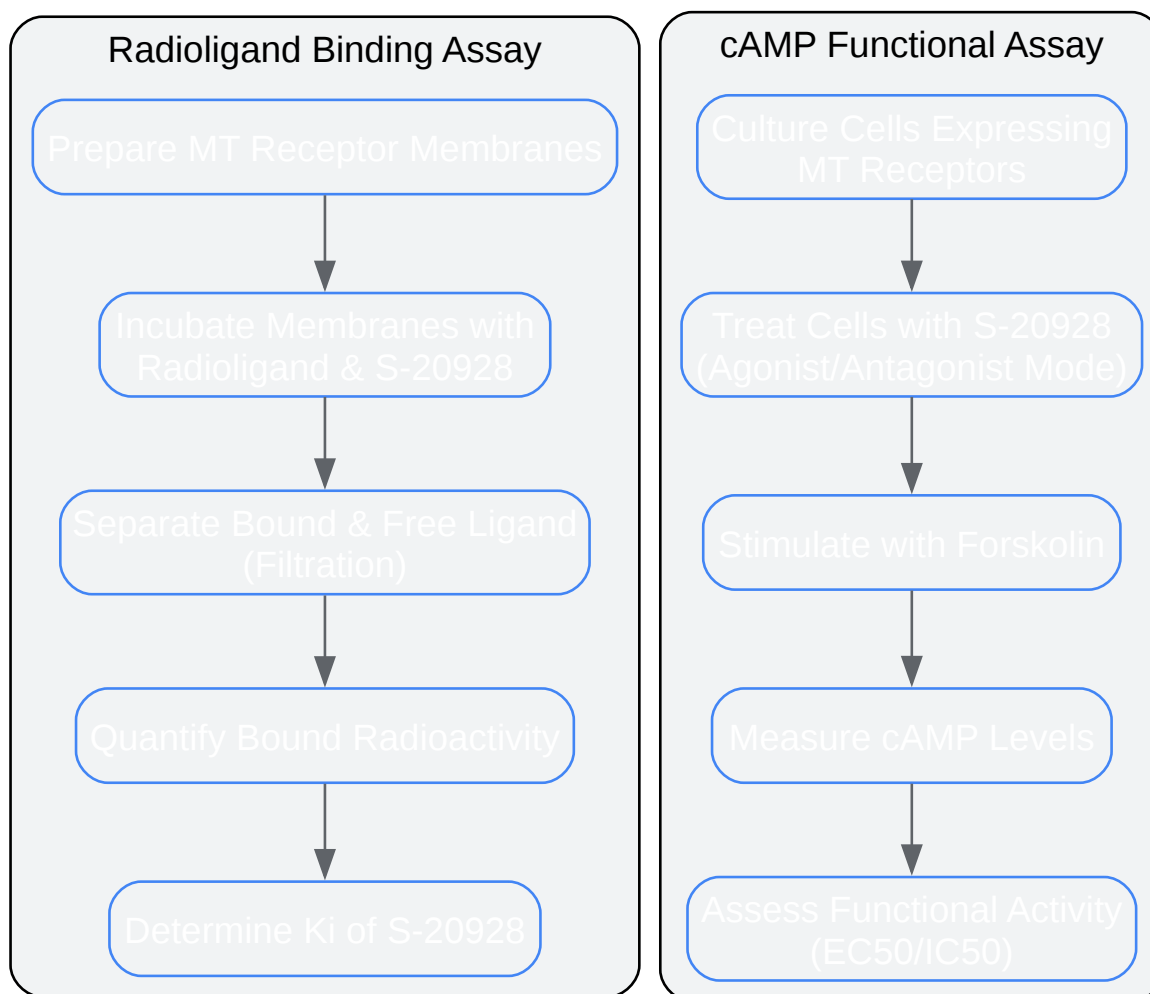 Radioligand Binding Assay
Prepare MT Receptor Membranes
Incubate Membranes with
Radioligand & S-20928
Separate Bound & Free Ligand
(Filtration)
Quantify Bound Radioactivity
Determine Ki of S-20928
cAMP Functional Assay
Culture Cells Expressing
MT Receptors
Treat Cells with S-20928
(Agonist/Antagonist Mode)
Stimulate with Forskolin
Measure cAMP Levels
Assess Functional Activity
(EC50/IC50)